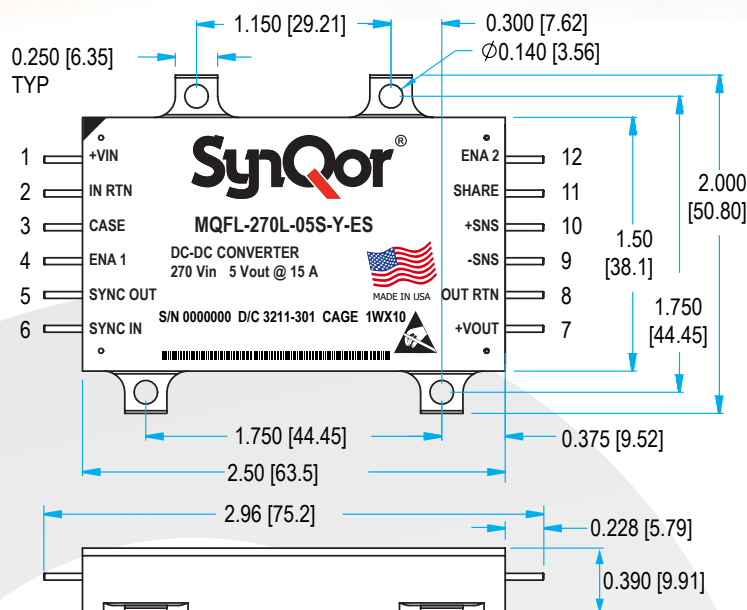 1.150 [29.21]
0.300 [7.62]
0.250 [6.35]
TYP
Ø0.140 [3.56]
SynQor®
1 +VIN
2 IN RTN
3 CASE
4 ENA 1
5 SYNC OUT
6 SYNC IN
ENA 2 12
SHARE 11
+SNS 10
-SNS 9
OUT RTN 8
+VOUT 7
MQFL-270L-05S-Y-ES
DC-DC CONVERTER
270 Vin 5 Vout @ 15 A
MADE IN USA
S/N 0000000 D/C 3211-301 CAGE 1WX10
2.000
[50.80]
1.50
[38.1]
1.750
[44.45]
1.750 [44.45]
0.375 [9.52]
2.50 [63.5]
2.96 [75.2]
0.228 [5.79]
0.390 [9.91]